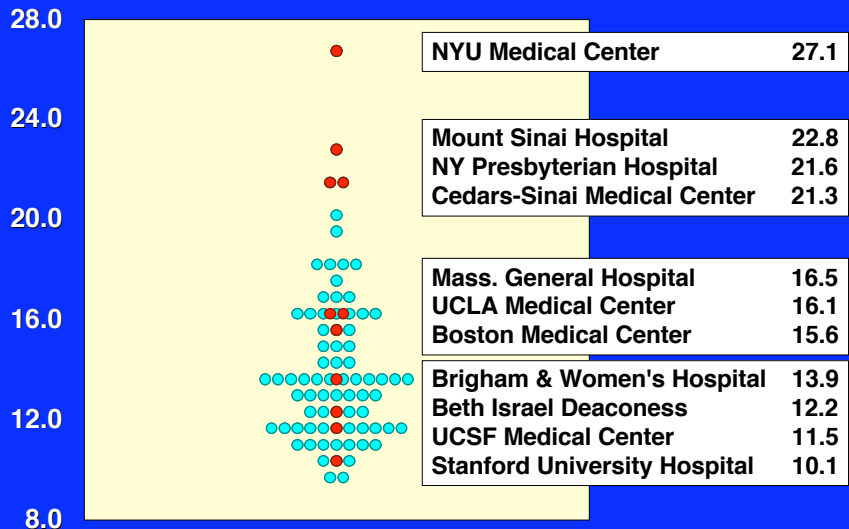 28.0
NYU Medical Center 27.1
24.0
Mount Sinai Hospital 22.8
NY Presbyterian Hospital 21.6
Cedars-Sinai Medical Center 21.3
20.0
Mass. General Hospital 16.5
16.0
UCLA Medical Center 16.1
Boston Medical Center 15.6
Brigham & Women's Hospital 13.9
Beth Israel Deaconess 12.2
12.0
UCSF Medical Center 11.5
Stanford University Hospital 10.1
8.0